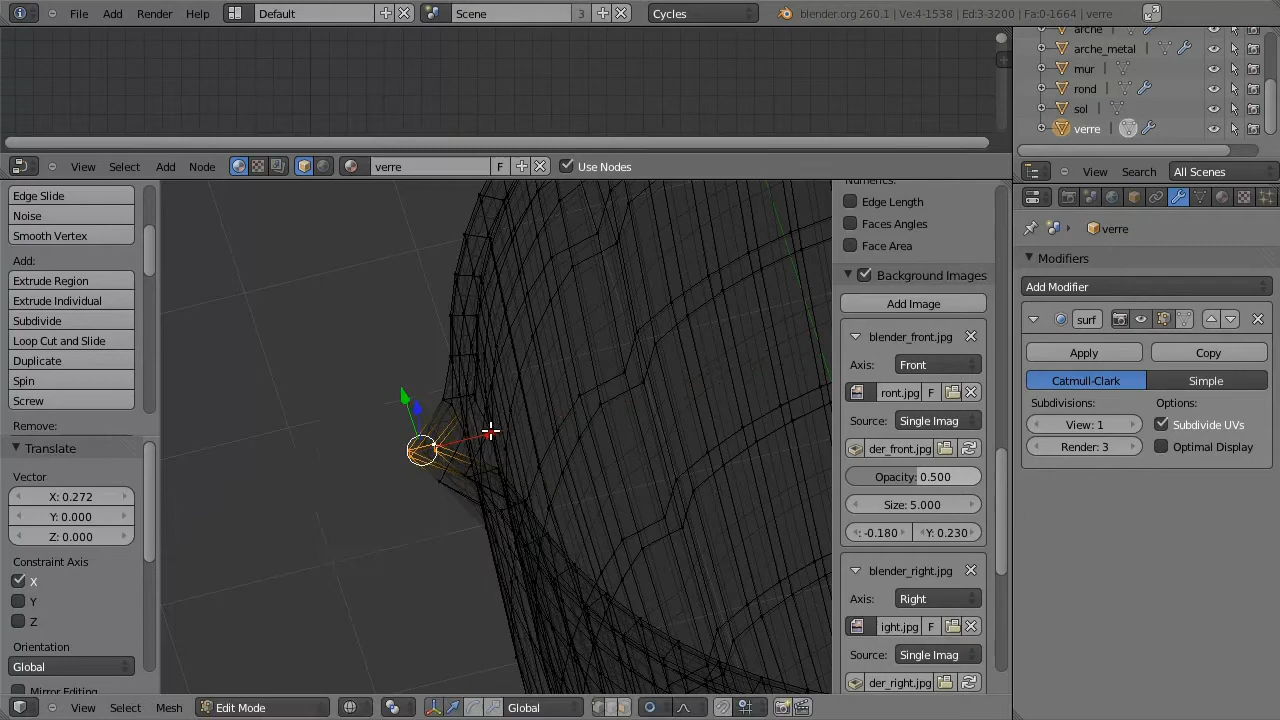 File Add Render Help Default Scene 3 Cycles blender.org 260.1 | Ve:4-1538 | Ed:3-3200 | Fa:0-1664 | verre
arche
arche_metal
mur
rond
sol
verre
View Select Add Node verre F Use Nodes
View Search All Scenes
Edge Slide
Noise
Smooth Vertex
Add:
Extrude Region
Extrude Individual
Subdivide
Loop Cut and Slide
Duplicate
Spin
Screw
Remove:
Translate
Vector
X: 0.272
Y: 0.000
Z: 0.000
Constraint Axis
X
Y
Z
Orientation
Global
Mirror Editing
Edge Length
Faces Angles
Face Area
Background Images
Add Image
blender_front.jpg
Axis: Front
ront.jpg F
Source: Single Imag
der_front.jpg
Opacity: 0.500
Size: 5.000
: -0.180 Y: 0.230
blender_right.jpg
Axis: Right
ight.jpg F
Source: Single Imag
der_right.jpg
verre
Modifiers
Add Modifier
surf
Apply Copy
Catmull-Clark Simple
Subdivisions: Options:
View: 1 Subdivide UVs
Render: 3 Optimal Display
View Select Mesh Edit Mode Global